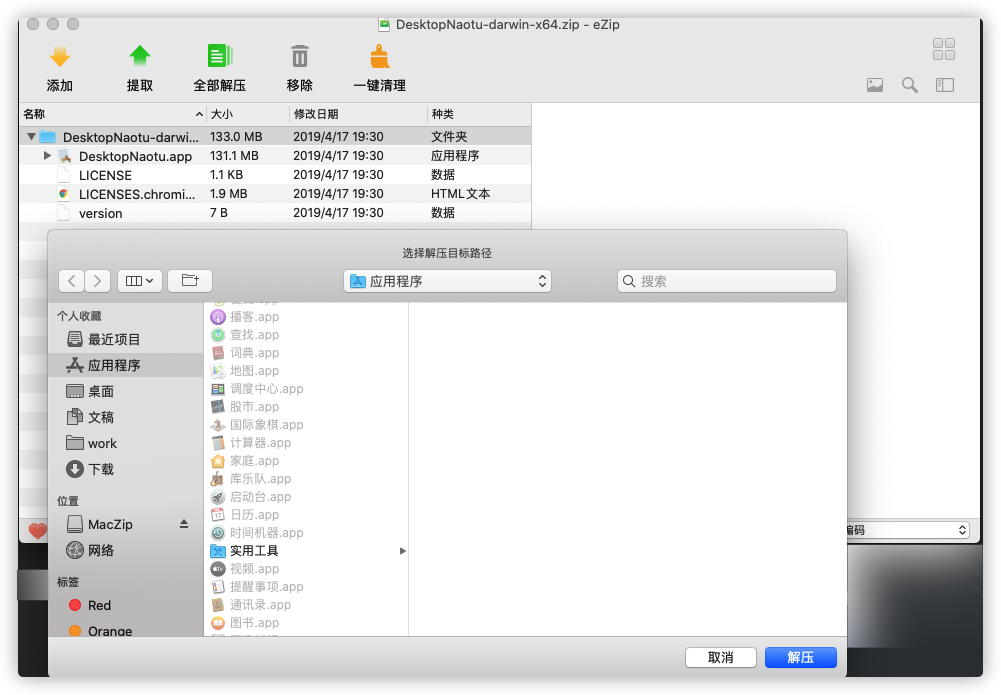 DesktopNaotu-darwin-x64.zip - eZip
添加 提取 全部解压 移除 一键清理
名称 大小 修改日期 种类
DesktopNaotu-darwi... 133.0 MB 2019/4/17 19:30 文件夹
DesktopNaotu.app 131.1 MB 2019/4/17 19:30 应用程序
LICENSE 1.1 KB 2019/4/17 19:30 数据
LICENSES.chromi... 1.9 MB 2019/4/17 19:30 HTML文本
version 7 B 2019/4/17 19:30 数据
选择解压目标路径
应用程序 搜索
个人收藏
最近项目
应用程序
桌面
文稿
work
下载
位置
MacZip
网络
标签
Red
Orange
播客.app
查找.app
词典.app
地图.app
调度中心.app
股市.app
国际象棋.app
计算器.app
家庭.app
库乐队.app
启动台.app
日历.app
时间机器.app
实用工具
视频.app
提醒事项.app
通讯录.app
图书.app
编码
取消 解压